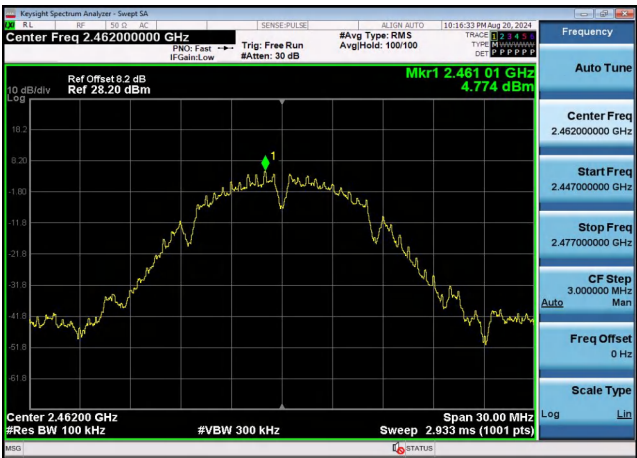 Keysight Spectrum Analyzer - Swept SA
RL RF 50 Ω AC SENSE:PULSE ALIGN AUTO 10:16:33 PM Aug 20, 2024
Center Freq 2.462000000 GHz
PNO: Fast
IFGain:Low
Trig: Free Run
#Atten: 30 dB
#Avg Type: RMS
Avg|Hold: 100/100
TRACE 1 2 3 4 5 6
TYPE M WWWWW
DET P P P P P P
Frequency
Ref Offset 8.2 dB
10 dB/div Ref 28.20 dBm
Log
Mkr1 2.461 01 GHz
4.774 dBm
1
18.2
8.20
-1.80
-11.8
-21.8
-31.8
-41.8
-51.8
-61.8
Center 2.46200 GHz Span 30.00 MHz
#Res BW 100 kHz #VBW 300 kHz Sweep 2.933 ms (1001 pts)
Auto Tune
Center Freq
2.462000000 GHz
Start Freq
2.447000000 GHz
Stop Freq
2.477000000 GHz
CF Step
3.000000 MHz
Auto Man
Freq Offset
0 Hz
Scale Type
Log Lin
MSG STATUS